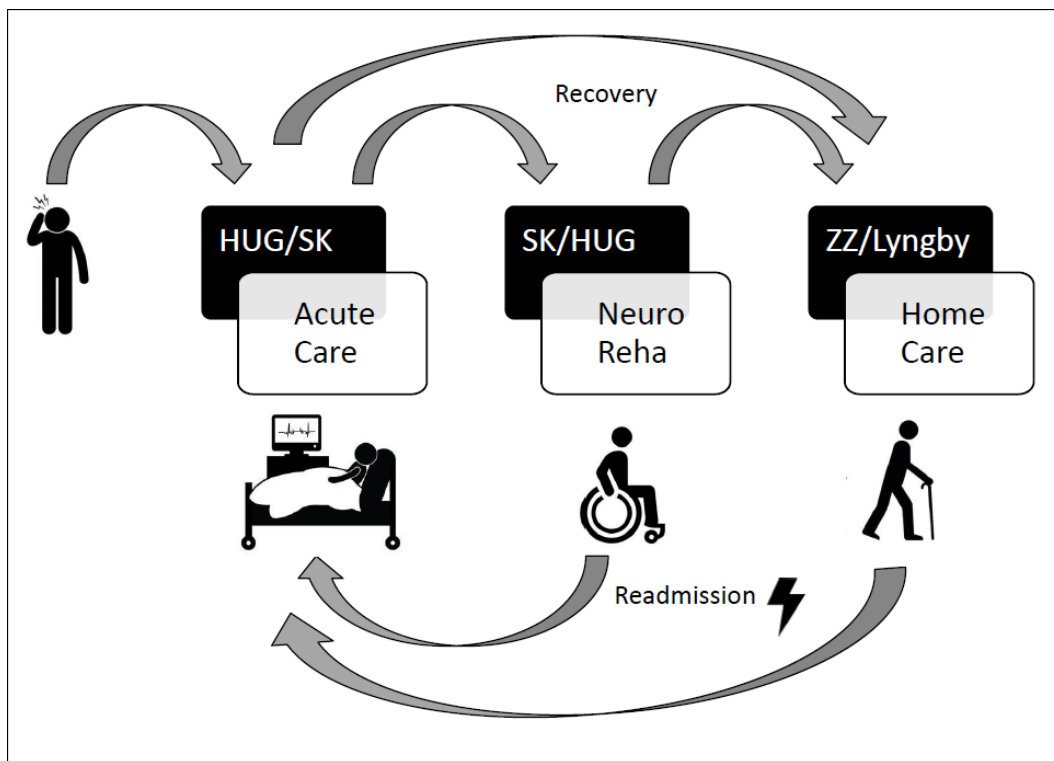 Recovery
HUG/SK
Acute
Care
SK/HUG
Neuro
Reha
ZZ/Lyngby
Home
Care
Readmission